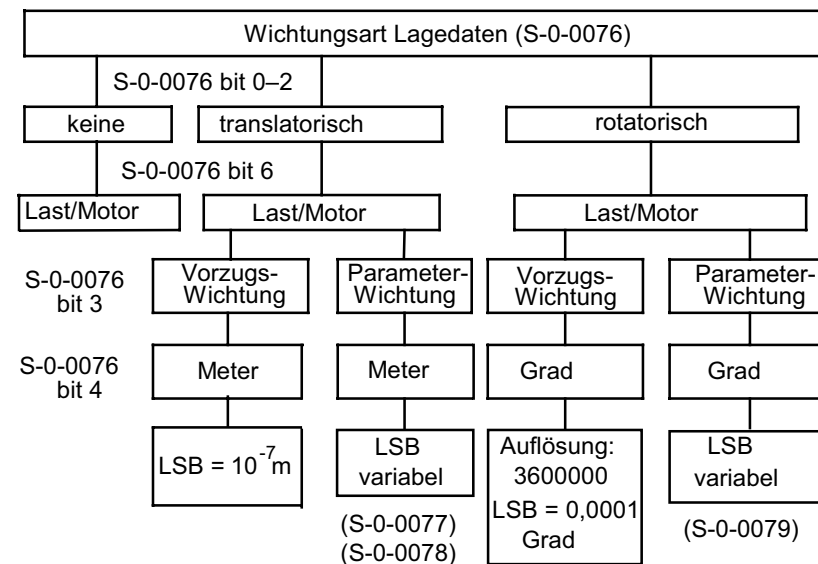 Wichtungsart Lagedaten (S-0-0076)
S-0-0076 bit 0–2
keine
translatorisch
rotatorisch
S-0-0076 bit 6
Last/Motor
Last/Motor
Last/Motor
S-0-0076
bit 3
Vorzugs-
Wichtung
Parameter-
Wichtung
Vorzugs-
Wichtung
Parameter-
Wichtung
S-0-0076
bit 4
Meter
Meter
Grad
Grad
LSB = 10⁻⁷m
LSB
variabel
(S-0-0077)
(S-0-0078)
Auflösung:
3600000
LSB = 0,0001
Grad
LSB
variabel
(S-0-0079)